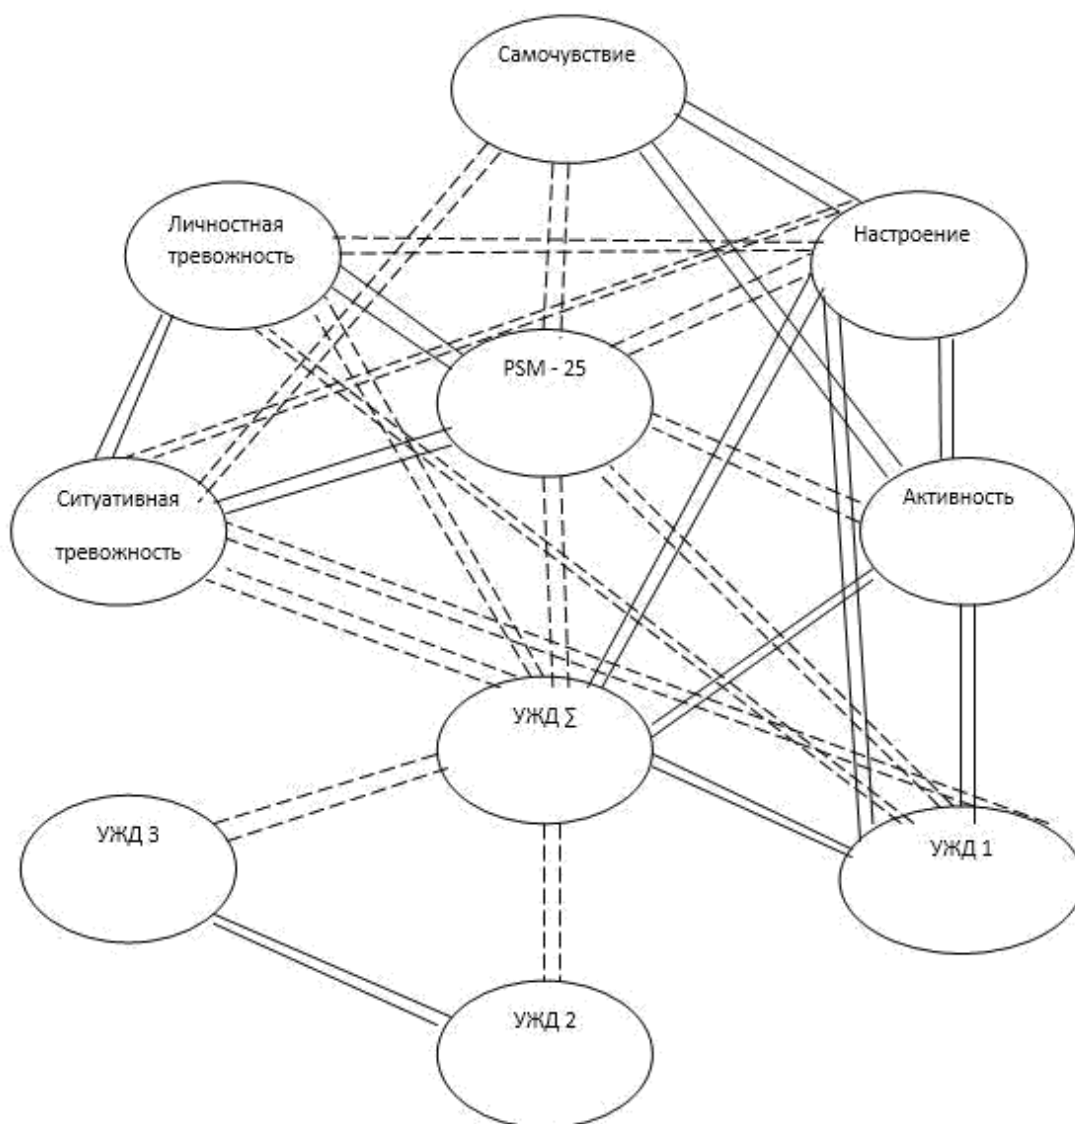 Самочувствие
Личностная
тревожность
Настроение
PSM - 25
Ситуативная
тревожность
Активность
УЖД ∑
УЖД 3
УЖД 1
УЖД 2